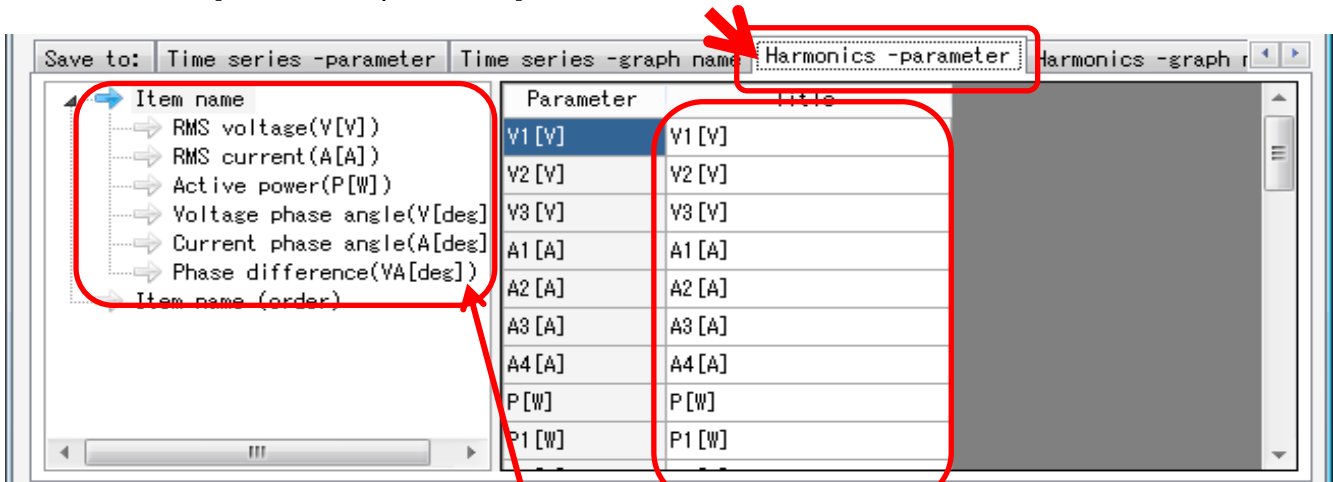 Save to: Time series -parameter Time series -graph name Harmonics -parameter Harmonics -graph
Item name
RMS voltage(V[V])
RMS current(A[A])
Active power(P[W])
Voltage phase angle(V[deg]
Current phase angle(A[deg]
Phase difference(VA[deg])
Item name (order)
Parameter Title
V1[V] V1[V]
V2[V] V2[V]
V3[V] V3[V]
A1[A] A1[A]
A2[A] A2[A]
A3[A] A3[A]
A4[A] A4[A]
P[W] P[W]
P1[W] P1[W]